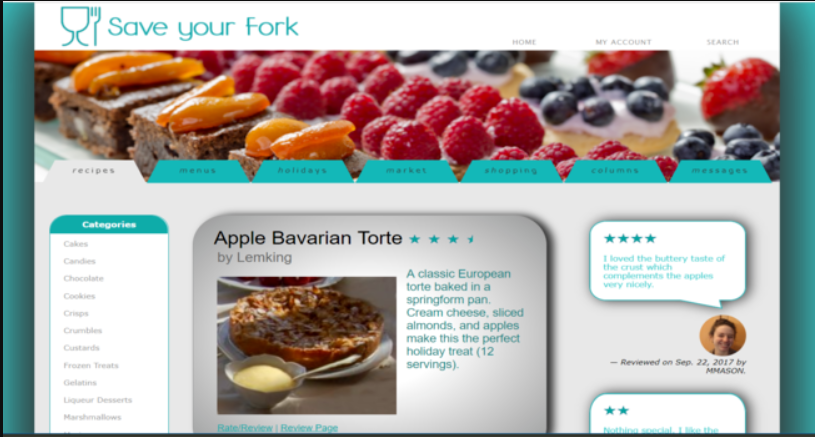 Save your Fork
HOME MY ACCOUNT SEARCH
recipes menus holidays market shopping columns messages
Categories
Cakes
Candies
Chocolate
Cookies
Crisps
Crumbles
Custards
Frozen Treats
Gelatins
Liqueur Desserts
Marshmallows
Apple Bavarian Torte ★ ★ ★
by Lemking
A classic European
torte baked in a
springform pan.
Cream cheese, sliced
almonds, and apples
make this the perfect
holiday treat (12
servings).
Rate/Review | Review Page
★★★★
I loved the buttery taste of
the crust which
complements the apples
very nicely.
— Reviewed on Sep. 22, 2017 by
MMASON.
★★
Nothing special. I like the